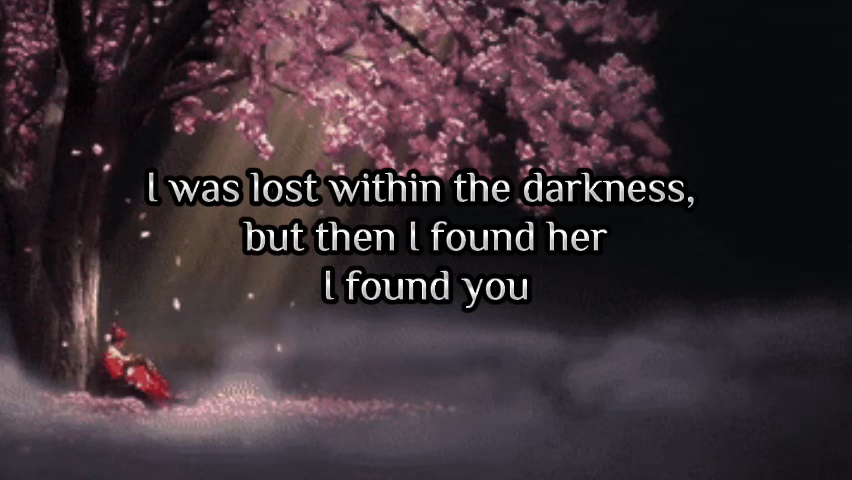 I was lost within the darkness,
but then I found her
I found you